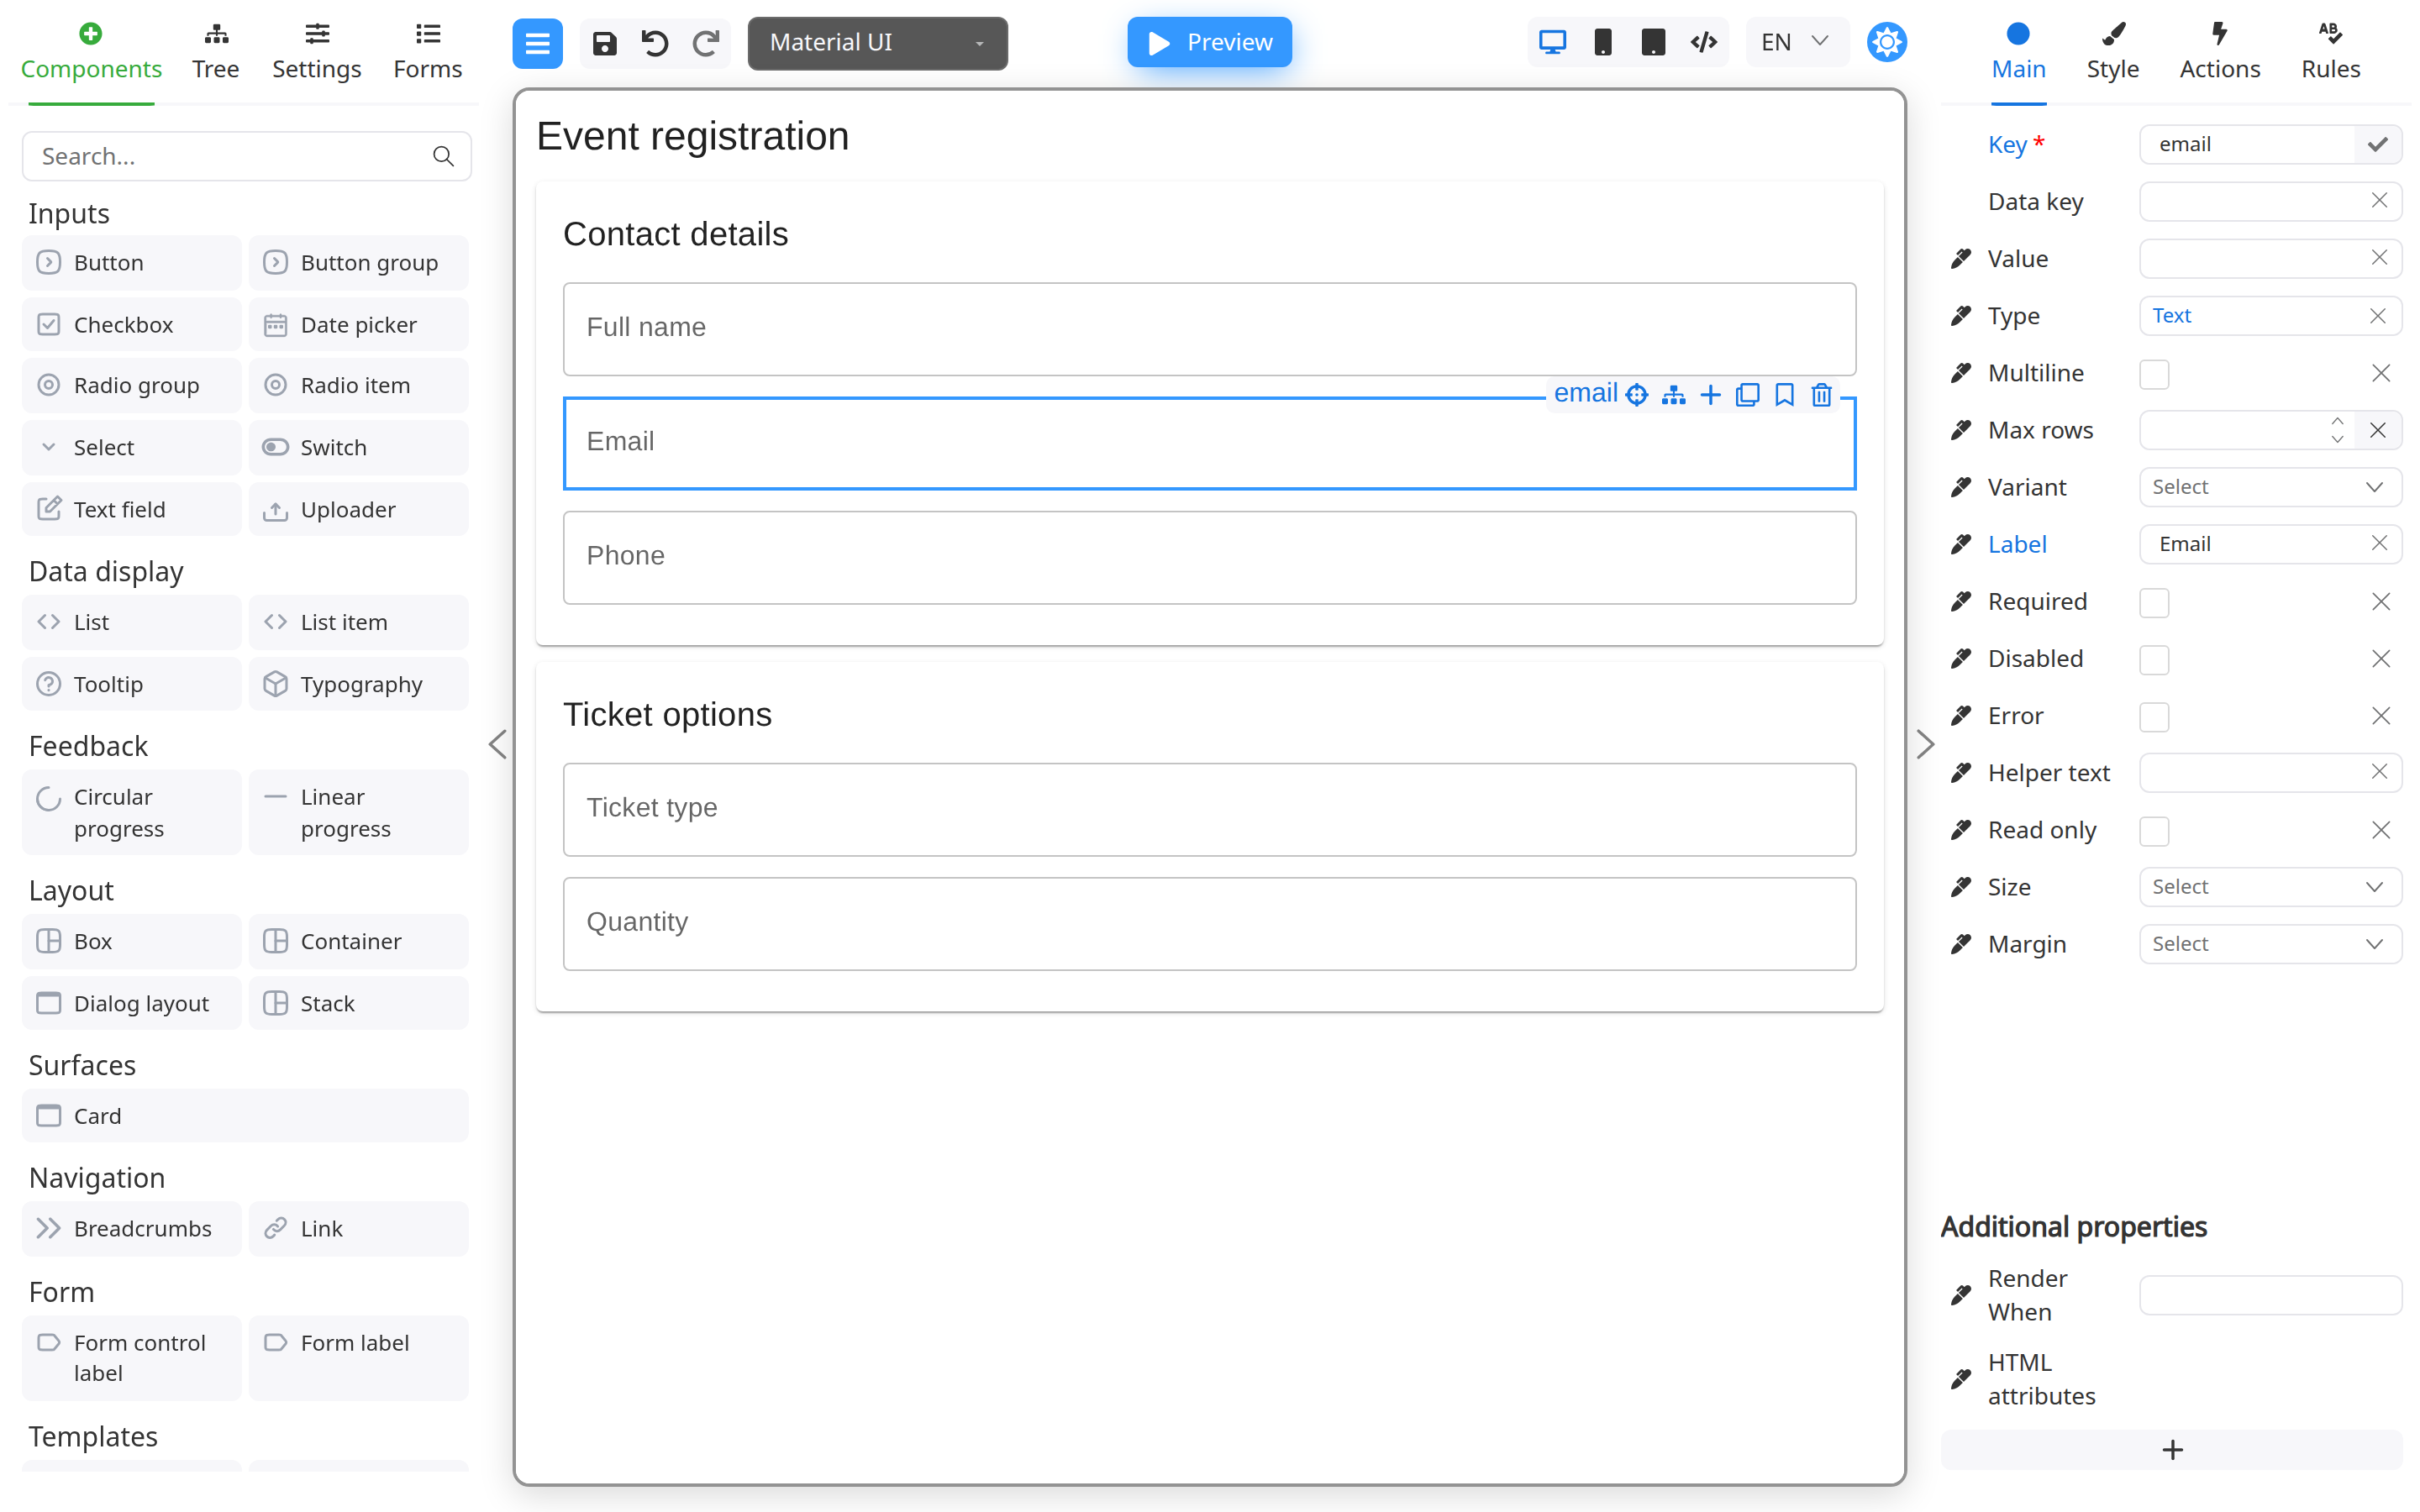 Components
Tree
Settings
Forms
Material UI
Preview
EN
Main
Style
Actions
Rules
Search...
Inputs
Button
Button group
Checkbox
Date picker
Radio group
Radio item
Select
Switch
Text field
Uploader
Data display
List
List item
Tooltip
Typography
Feedback
Circular
progress
Linear
progress
Layout
Box
Container
Dialog layout
Stack
Surfaces
Card
Navigation
Breadcrumbs
Link
Form
Form control
label
Form label
Templates
Event registration
Contact details
Full name
email
Email
Phone
Ticket options
Ticket type
Quantity
Key *
email
Data key
Value
Type
Text
Multiline
Max rows
Variant
Select
Label
Email
Required
Disabled
Error
Helper text
Read only
Size
Select
Margin
Select
Additional properties
Render
When
HTML
attributes